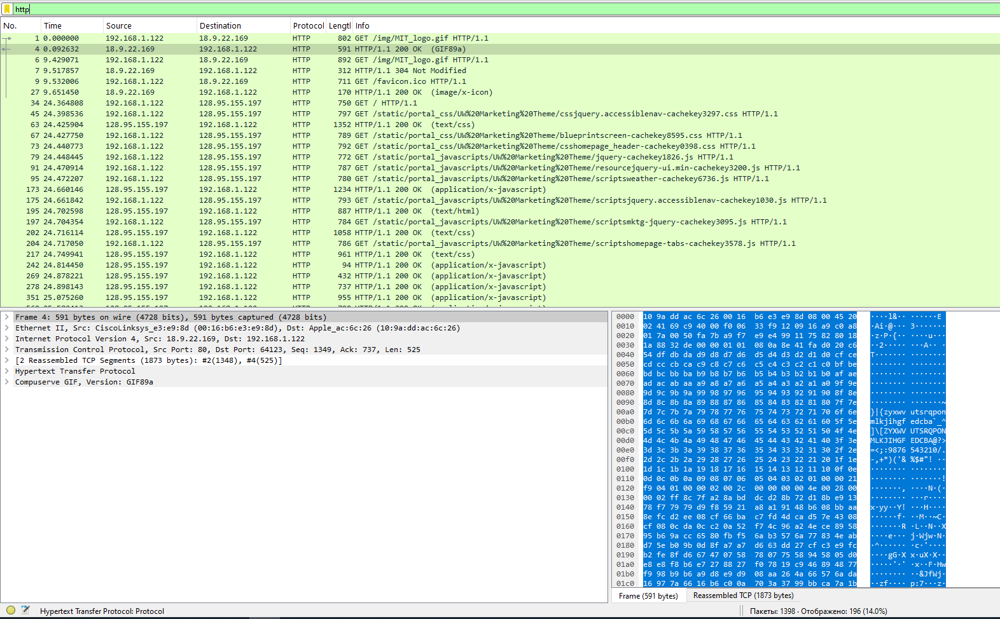 http
No. Time Source Destination Protocol Lengtl Info
1 0.000000 192.168.1.122 18.9.22.169 HTTP 802 GET /img/MIT_logo.gif HTTP/1.1
4 0.092632 18.9.22.169 192.168.1.122 HTTP 591 HTTP/1.1 200 OK (GIF89a)
6 9.429071 192.168.1.122 18.9.22.169 HTTP 892 GET /img/MIT_logo.gif HTTP/1.1
7 9.517857 18.9.22.169 192.168.1.122 HTTP 312 HTTP/1.1 304 Not Modified
9 9.532006 192.168.1.122 18.9.22.169 HTTP 711 GET /favicon.ico HTTP/1.1
27 9.651450 18.9.22.169 192.168.1.122 HTTP 170 HTTP/1.1 200 OK (image/x-icon)
34 24.364808 192.168.1.122 128.95.155.197 HTTP 750 GET / HTTP/1.1
45 24.398536 192.168.1.122 128.95.155.197 HTTP 797 GET /static/portal_css/UW%20Marketing%20Theme/cssjquery.accessiblenav-cachekey3297.css HTTP/1.1
63 24.425904 128.95.155.197 192.168.1.122 HTTP 1352 HTTP/1.1 200 OK (text/css)
67 24.427750 192.168.1.122 128.95.155.197 HTTP 789 GET /static/portal_css/UW%20Marketing%20Theme/blueprintscreen-cachekey8595.css HTTP/1.1
73 24.440773 192.168.1.122 128.95.155.197 HTTP 792 GET /static/portal_css/UW%20Marketing%20Theme/csshomepage_header-cachekey0398.css HTTP/1.1
79 24.448445 192.168.1.122 128.95.155.197 HTTP 772 GET /static/portal_javascripts/UW%20Marketing%20Theme/jquery-cachekey1826.js HTTP/1.1
91 24.470914 192.168.1.122 128.95.155.197 HTTP 787 GET /static/portal_javascripts/UW%20Marketing%20Theme/resourcejquery-ui.min-cachekey3200.js HTTP/1.1
95 24.472207 192.168.1.122 128.95.155.197 HTTP 780 GET /static/portal_javascripts/UW%20Marketing%20Theme/scriptsweather-cachekey6736.js HTTP/1.1
173 24.660146 128.95.155.197 192.168.1.122 HTTP 1234 HTTP/1.1 200 OK (application/x-javascript)
175 24.661842 192.168.1.122 128.95.155.197 HTTP 793 GET /static/portal_javascripts/UW%20Marketing%20Theme/scriptsjquery.accessiblenav-cachekey1030.js HTTP/1.1
195 24.702598 128.95.155.197 192.168.1.122 HTTP 887 HTTP/1.1 200 OK (text/html)
197 24.704354 192.168.1.122 128.95.155.197 HTTP 784 GET /static/portal_javascripts/UW%20Marketing%20Theme/scriptsmktg-jquery-cachekey3095.js HTTP/1.1
202 24.716114 128.95.155.197 192.168.1.122 HTTP 1058 HTTP/1.1 200 OK (text/css)
204 24.717050 192.168.1.122 128.95.155.197 HTTP 786 GET /static/portal_javascripts/UW%20Marketing%20Theme/scriptshomepage-tabs-cachekey3578.js HTTP/1.1
217 24.749941 128.95.155.197 192.168.1.122 HTTP 961 HTTP/1.1 200 OK (text/css)
242 24.814450 128.95.155.197 192.168.1.122 HTTP 94 HTTP/1.1 200 OK (application/x-javascript)
269 24.878221 128.95.155.197 192.168.1.122 HTTP 432 HTTP/1.1 200 OK (application/x-javascript)
278 24.898143 128.95.155.197 192.168.1.122 HTTP 737 HTTP/1.1 200 OK (application/x-javascript)
351 25.075260 128.95.155.197 192.168.1.122 HTTP 955 HTTP/1.1 200 OK (application/x-javascript)
Frame 4: 591 bytes on wire (4728 bits), 591 bytes captured (4728 bits)
Ethernet II, Src: CiscoLinksys_e3:e9:8d (00:16:b6:e3:e9:8d), Dst: Apple_ac:6c:26 (10:9a:dd:ac:6c:26)
Internet Protocol Version 4, Src: 18.9.22.169, Dst: 192.168.1.122
Transmission Control Protocol, Src Port: 80, Dst Port: 64123, Seq: 1349, Ack: 737, Len: 525
[2 Reassembled TCP Segments (1873 bytes): #2(1348), #4(525)]
Hypertext Transfer Protocol
Compuserve GIF, Version: GIF89a
0000 10 9a dd ac 6c 26 00 16 b6 e3 e9 8d 08 00 45 20 ····l&·· ······E
0010 02 41 69 c9 40 00 f0 06 33 f9 12 09 16 a9 c0 a8 ·Ai·@··· 3·······
0020 01 7a 00 50 fa 7b a9 f7 e9 e4 99 11 75 82 80 18 ·z·P·{·· ····u···
0030 1a 88 32 de 00 00 01 01 08 0a 8e 41 fa d0 20 c6 ··2····· ···A·· ·
0040 54 df db da d9 d8 d7 d6 d5 d4 d3 d2 d1 d0 cf ce T······· ········
0050 cd cc cb ca c9 c8 c7 c6 c5 c4 c3 c2 c1 c0 bf be ········ ········
0060 bd bc bb ba b9 b8 b7 b6 b5 b4 b3 b2 b1 b0 af ae ········ ········
0070 ad ac ab aa a9 a8 a7 a6 a5 a4 a3 a2 a1 a0 9f 9e ········ ········
0080 9d 9c 9b 9a 99 98 97 96 95 94 93 92 91 90 8f 8e ········ ········
0090 8d 8c 8b 8a 89 88 87 86 85 84 83 82 81 80 7f 7e ········ ·······~
00a0 7d 7c 7b 7a 79 78 77 76 75 74 73 72 71 70 6f 6e }|{zyxwv utsrqpon
00b0 6d 6c 6b 6a 69 68 67 66 65 64 63 62 61 60 5f 5e mlkjihgf edcba`_^
00c0 5d 5c 5b 5a 59 58 57 56 55 54 53 52 51 50 4f 4e ]\[ZYXWV UTSRQPON
00d0 4d 4c 4b 4a 49 48 47 46 45 44 43 42 41 40 3f 3e MLKJIHGF EDCBA@?>
00e0 3d 3c 3b 3a 39 38 37 36 35 34 33 32 31 30 2f 2e =<;:9876 543210/.
00f0 2d 2c 2b 2a 29 28 27 26 25 24 23 22 21 20 1f 1e -,+*)('& %$#"! ··
0100 1d 1c 1b 1a 19 18 17 16 15 14 13 12 11 10 0f 0e ········ ········
0110 0d 0c 0b 0a 09 08 07 06 05 04 03 02 01 00 00 21 ········ ·······!
0120 f9 04 01 00 00 02 00 2c 00 00 00 00 4e 00 28 00 ·······, ····N·(·
0130 00 02 ff 8c 7f a2 8a bd dc d2 8b 72 d1 8b e9 13 ········ ···r····
0140 78 f7 79 79 d9 f8 59 21 a8 a1 91 48 b6 08 bb aa x·yy··Y! ···H····
0150 8e fc d2 ee 08 cf 66 ba c7 fd 4d ca d5 7e 43 08 ······f· ··M··~C·
0160 cf 08 0c da 0c c2 0a 52 f7 4c 96 a2 4e ce 89 58 ·······R ·L··N··X
0170 95 b6 9a cc 65 80 fb f5 6a b3 57 6a 77 83 4e ab ····e··· j·Wjw·N·
0180 d7 5e b0 9b 0d 8f a7 a7 d6 63 dd 27 cf c3 e9 fc ·^······ ·c·'····
0190 b2 fe 8f d6 67 47 07 58 78 07 75 58 94 58 05 d0 ····gG·X x·uX·X··
01a0 e8 e8 f8 b6 e7 27 88 27 f0 78 19 c9 46 89 48 77 ·····'·' ·x··F·Hw
01b0 f9 98 b9 b6 a9 d8 e9 d9 08 aa 26 4a 66 57 6a da ········ ··&JfWj·
01c0 16 97 7a 66 16 b6 c0 0a 70 3a 37 99 bb ca 7a 1b ··zf···· p:7···z·
Frame (591 bytes) Reassembled TCP (1873 bytes)
Hypertext Transfer Protocol: Protocol Пакеты: 1398 · Отображено: 196 (14.0%)